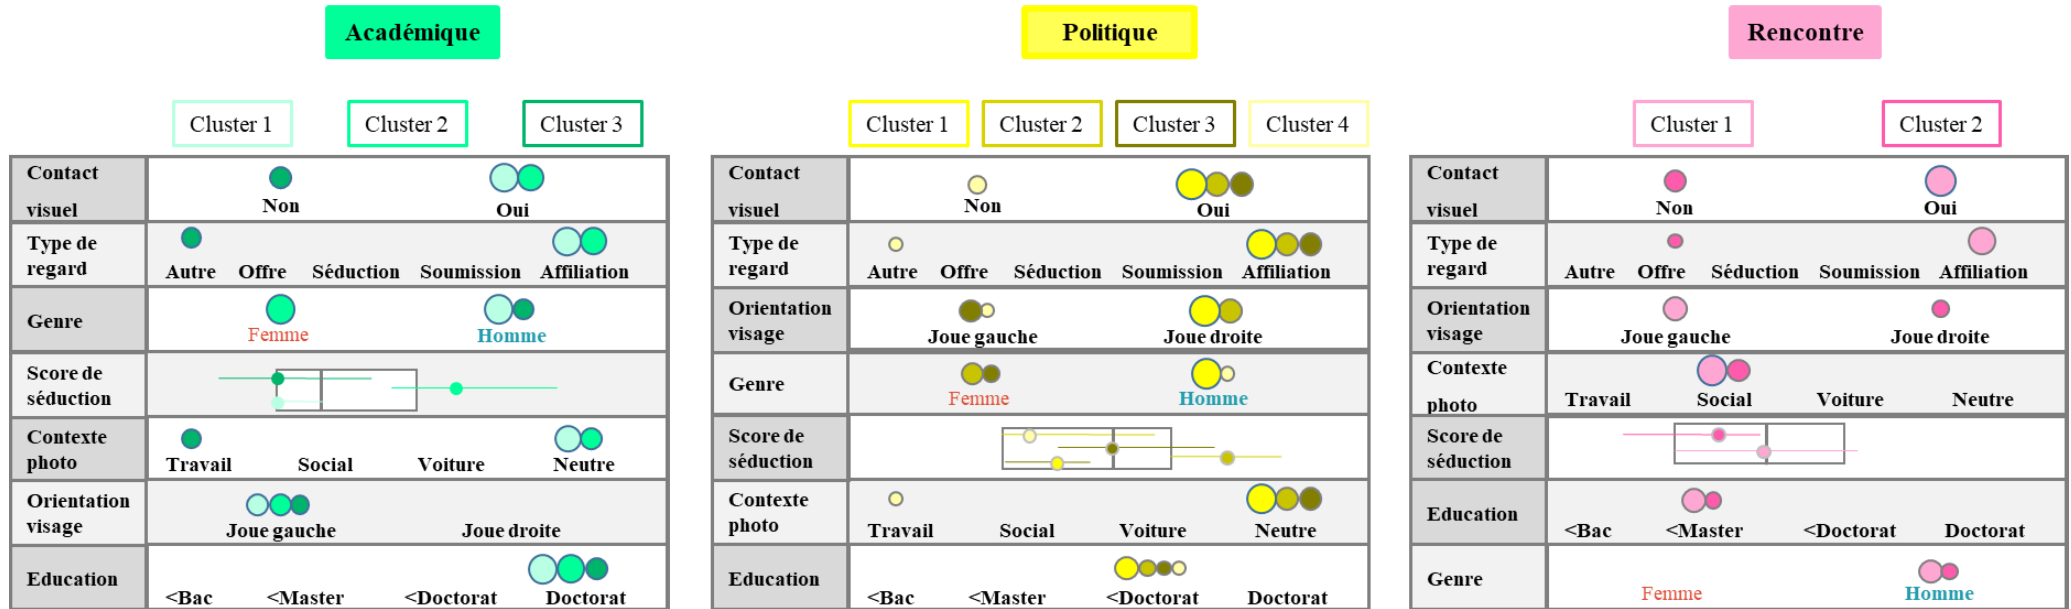 Académique
Cluster 1
Cluster 2
Cluster 3
Contact
visuel
Non
Oui
Type de
regard
Autre
Offre
Séduction
Soumission
Affiliation
Genre
Femme
Homme
Score de
séduction
Contexte
photo
Travail
Social
Voiture
Neutre
Orientation
visage
Joue gauche
Joue droite
Education
<Bac
<Master
<Doctorat
Doctorat
Politique
Cluster 1
Cluster 2
Cluster 3
Cluster 4
Contact
visuel
Non
Oui
Type de
regard
Autre
Offre
Séduction
Soumission
Affiliation
Orientation
visage
Joue gauche
Joue droite
Genre
Femme
Homme
Score de
séduction
Contexte
photo
Travail
Social
Voiture
Neutre
Education
<Bac
<Master
<Doctorat
Doctorat
Rencontre
Cluster 1
Cluster 2
Contact
visuel
Non
Oui
Type de
regard
Autre
Offre
Séduction
Soumission
Affiliation
Orientation
visage
Joue gauche
Joue droite
Contexte
photo
Travail
Social
Voiture
Neutre
Score de
séduction
Education
<Bac
<Master
<Doctorat
Doctorat
Genre
Femme
Homme